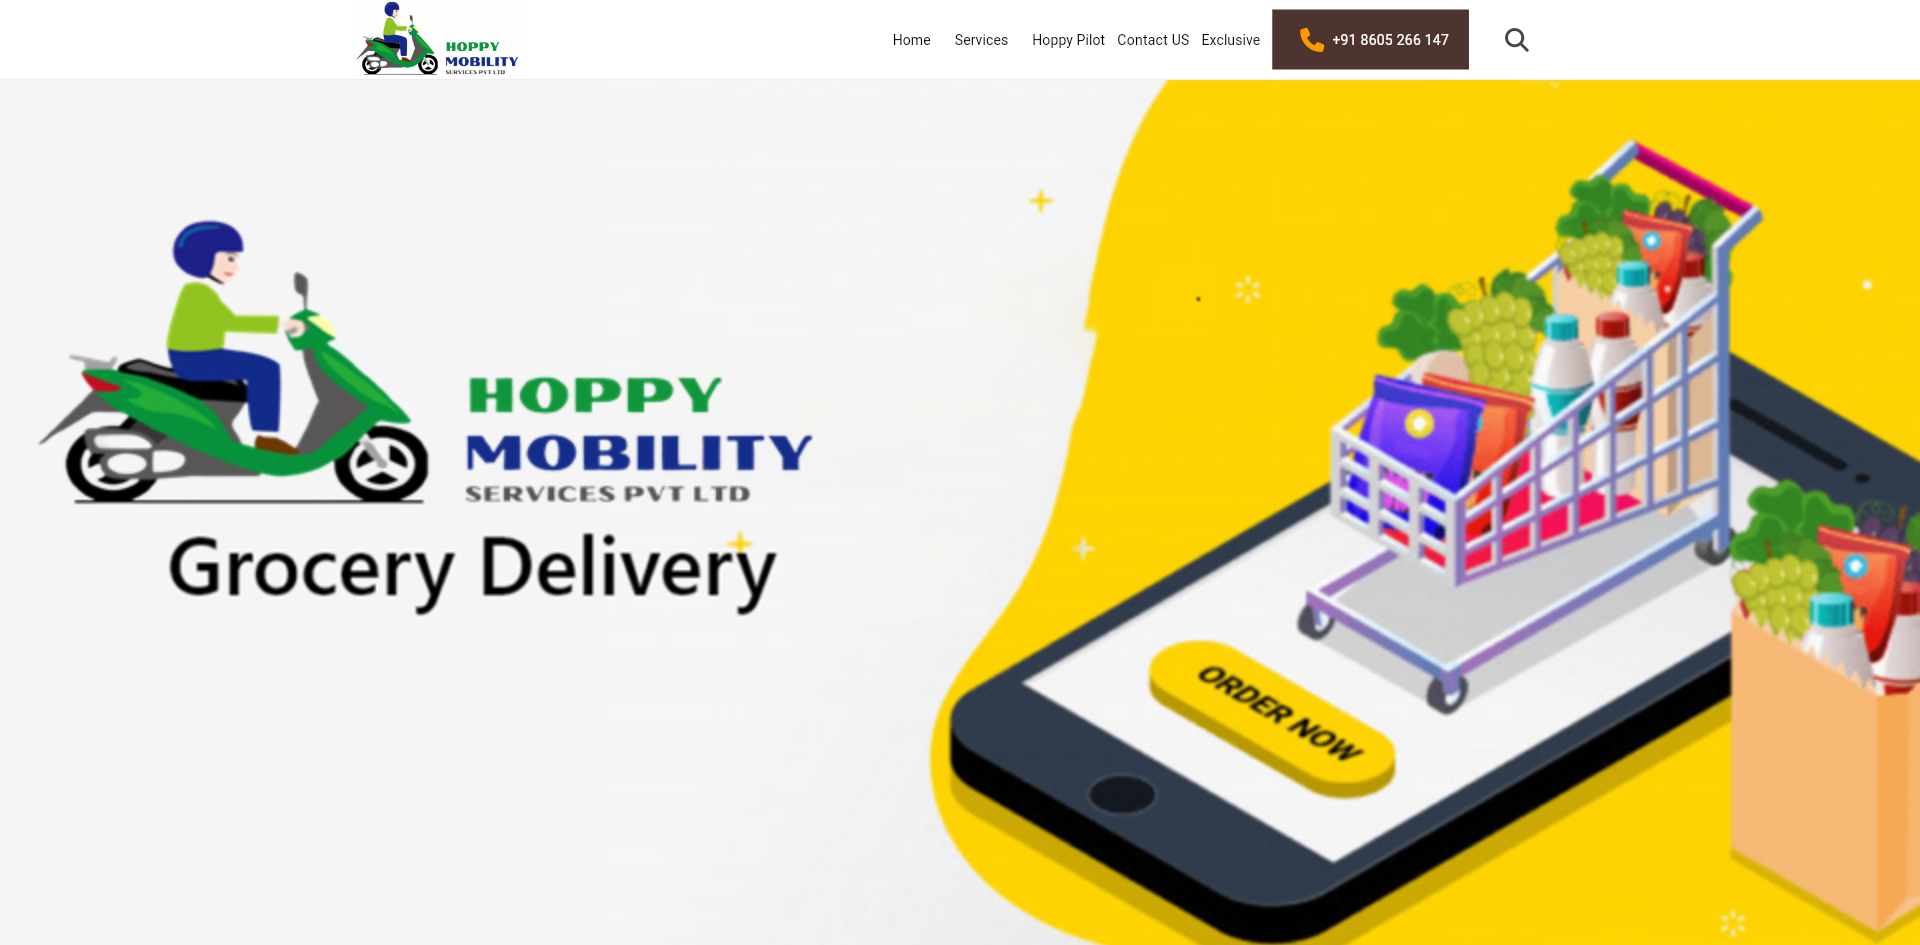 HOPPY
MOBILITY
SERVICES PVT LTD
Home Services Hoppy Pilot Contact US Exclusive +91 8605 266 147
HOPPY
MOBILITY
SERVICES PVT LTD
Grocery Delivery
ORDER NOW